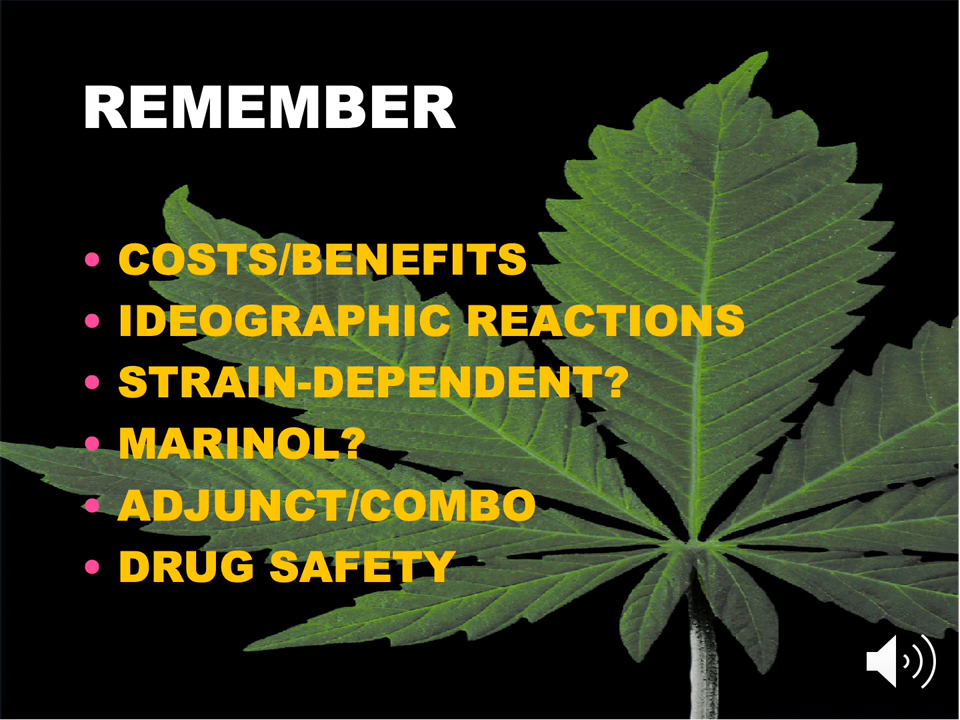 REMEMBER
• COSTS/BENEFITS
• IDEOGRAPHIC REACTIONS
• STRAIN-DEPENDENT?
• MARINOL?
• ADJUNCT/COMBO
• DRUG SAFETY